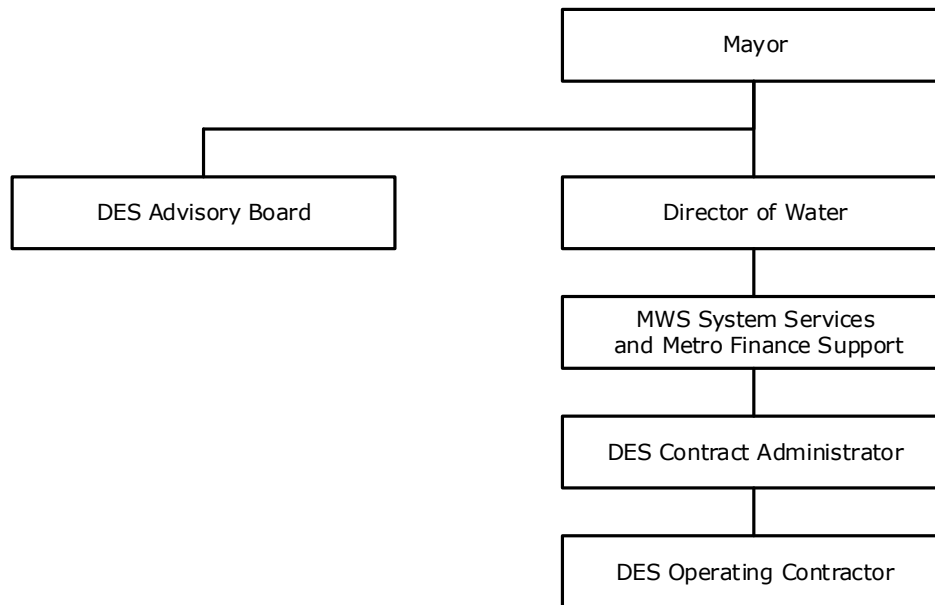 Mayor
DES Advisory Board
Director of Water
MWS System Services
and Metro Finance Support
DES Contract Administrator
DES Operating Contractor